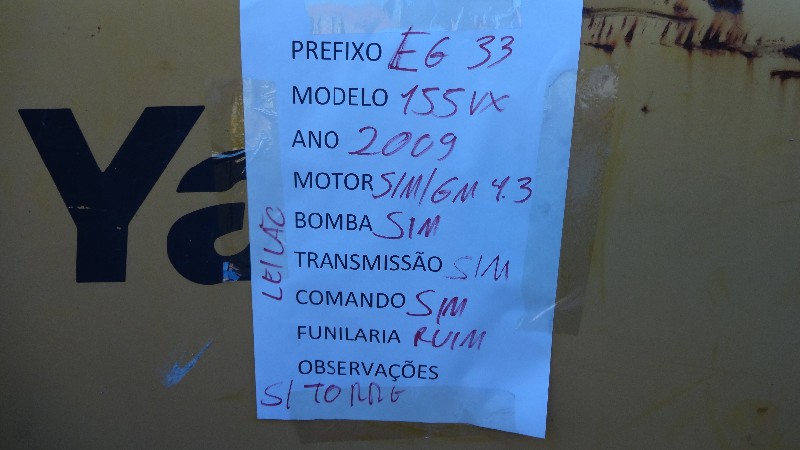 Ya
PREFIXO EG 33
MODELO 155VX
ANO 2009
MOTOR SIM/GM 4.3
BOMBA SIM
TRANSMISSÃO SIM
COMANDO SIM
FUNILARIA RUIM
OBSERVAÇÕES
S/ TORRE
LEILÃO